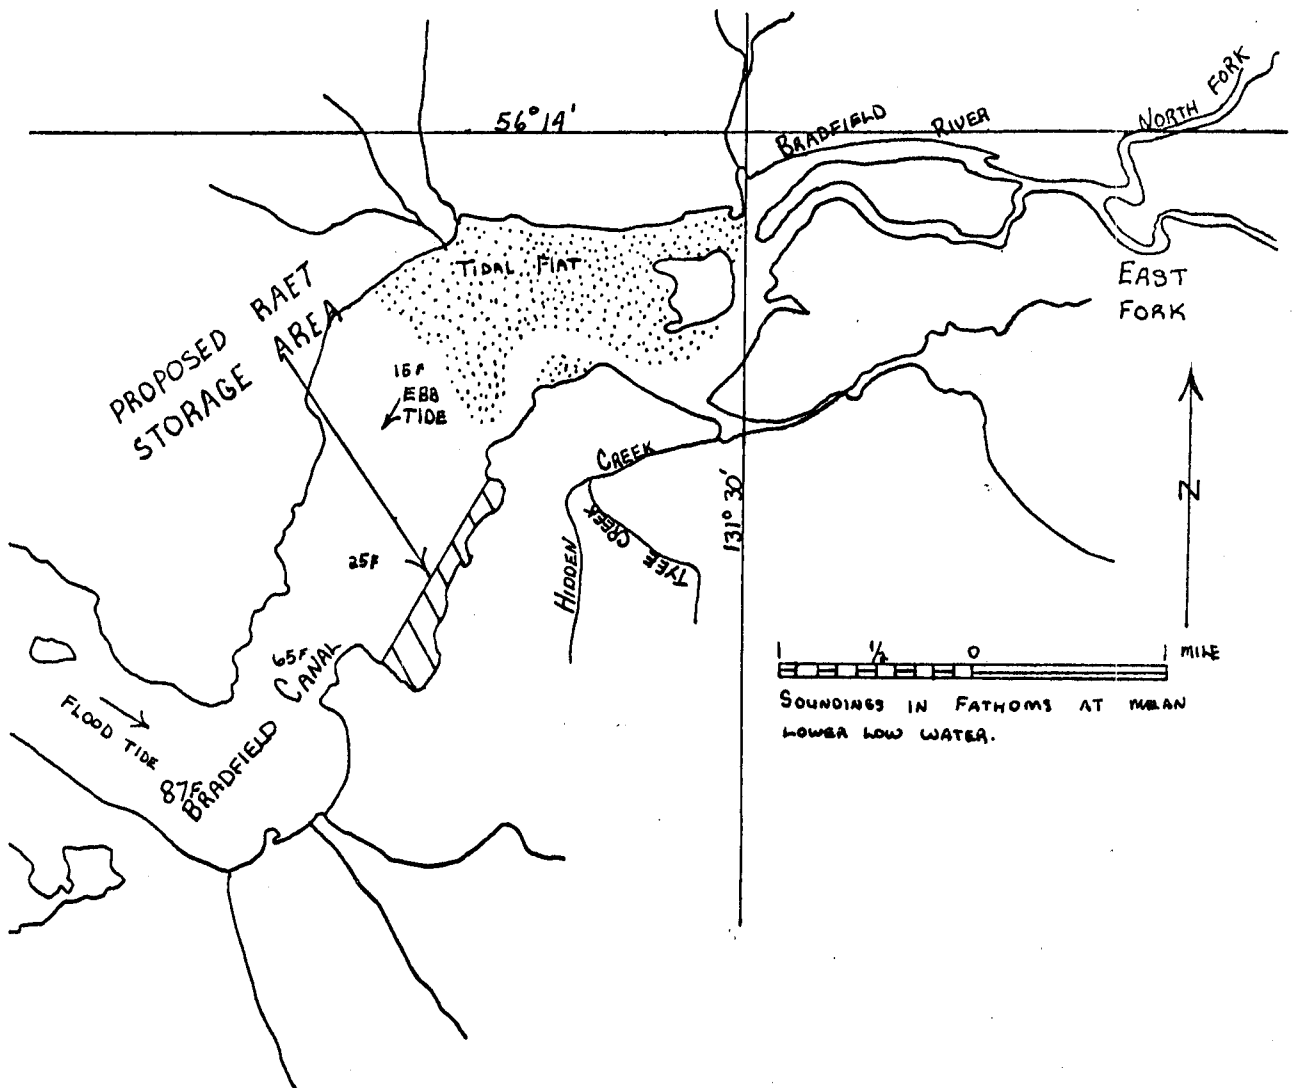 56° 14'
BRADFIELD RIVER
NORTH FORK
EAST
FORK
TIDAL FLAT
PROPOSED RAFT
STORAGE AREA
15F
EBB
TIDE
25F
65F
87F
BRADFIELD CANAL
FLOOD TIDE
HIDDEN CREEK
TYEE CREEK
131° 30'
N
1 1/2 0 1 MILE
SOUNDINGS IN FATHOMS AT MEAN
LOWER LOW WATER.